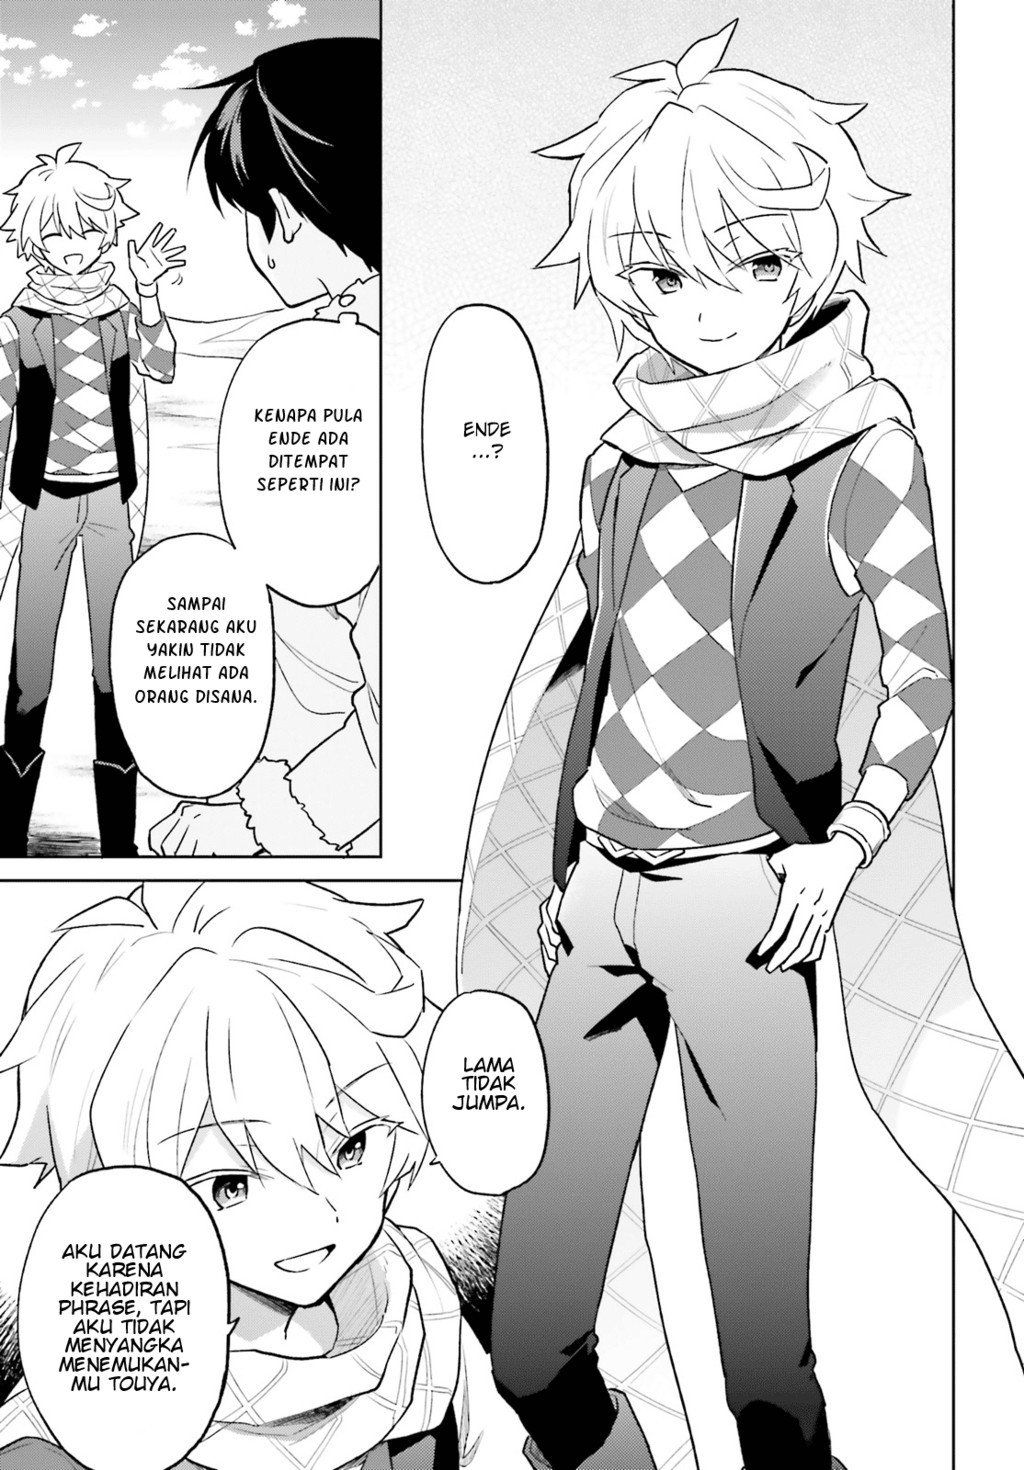 ENDE
...?
KENAPA PULA
ENDE ADA
DITEMPAT
SEPERTI INI?
SAMPAI
SEKARANG AKU
YAKIN TIDAK
MELIHAT ADA
ORANG DISANA.
LAMA
TIDAK
JUMPA.
AKU DATANG
KARENA
KEHADIRAN
PHRASE, TAPI
AKU TIDAK
MENYANGKA
MENEMUKAN-
MU TOUYA.